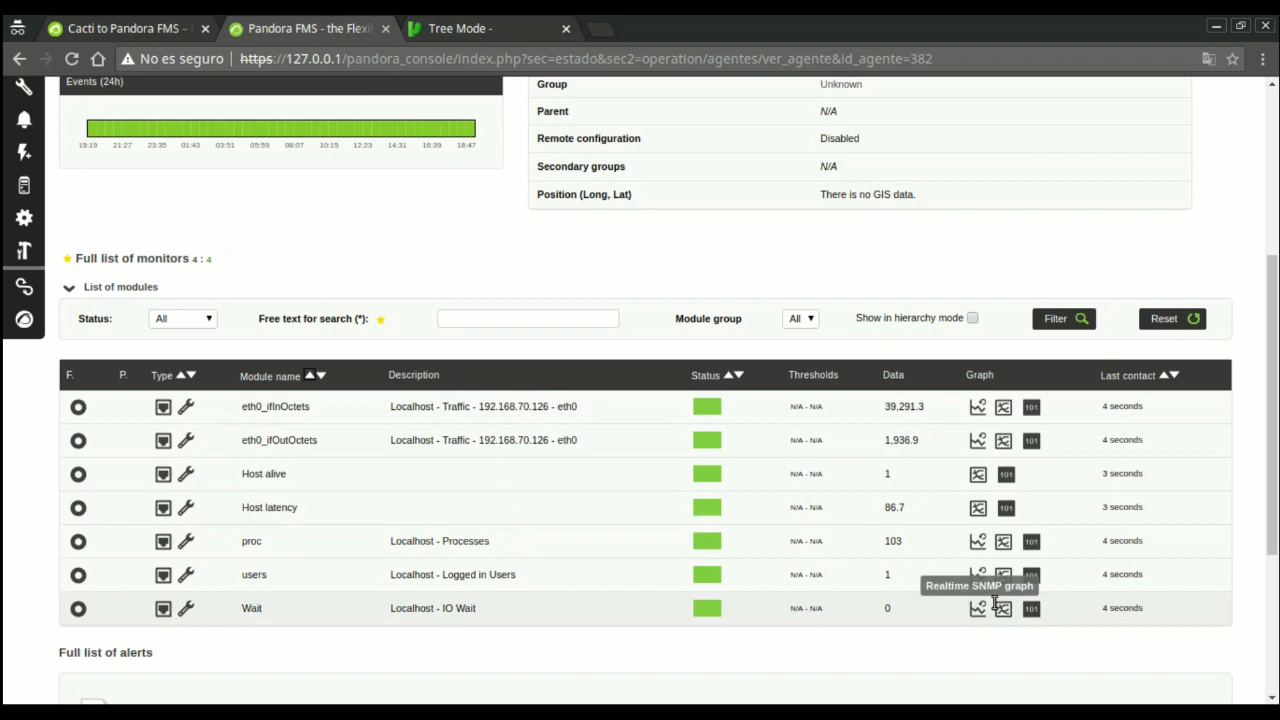 Cacti to Pandora FMS –
Pandora FMS - the Flexi
Tree Mode -
No es seguro https://127.0.0.1/pandora_console/index.php?sec=estado&sec2=operation/agentes/ver_agente&id_agente=382
Events (24h)
19:19 21:27 23:35 01:43 03:51 05:59 08:07 10:15 12:23 14:31 16:39 18:47
Group Unknown
Parent N/A
Remote configuration Disabled
Secondary groups N/A
Position (Long, Lat) There is no GIS data.
Full list of monitors 4 : 4
List of modules
Status: All Free text for search (*): Module group All Show in hierarchy mode Filter Reset
F. P. Type Module name Description Status Thresholds Data Graph Last contact
eth0_ifInOctets Localhost - Traffic - 192.168.70.126 - eth0 N/A - N/A 39,291.3 101 4 seconds
eth0_ifOutOctets Localhost - Traffic - 192.168.70.126 - eth0 N/A - N/A 1,936.9 101 4 seconds
Host alive N/A - N/A 1 101 3 seconds
Host latency N/A - N/A 86.7 101 3 seconds
proc Localhost - Processes N/A - N/A 103 101 4 seconds
users Localhost - Logged in Users N/A - N/A 1 101 4 seconds
Realtime SNMP graph
Wait Localhost - IO Wait N/A - N/A 0 101 4 seconds
Full list of alerts